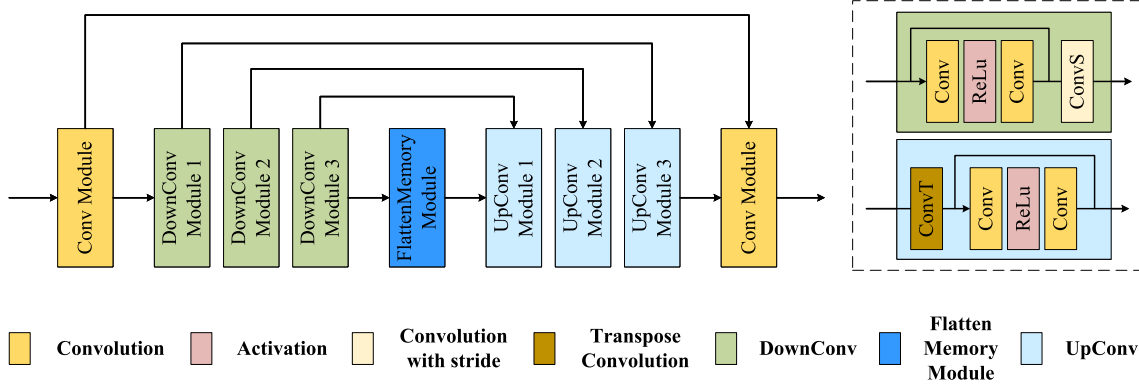 Conv Module
DownConv
Module 1
DownConv
Module 2
DownConv
Module 3
FlattenMemory
Module
UpConv
Module 1
UpConv
Module 2
UpConv
Module 3
Conv Module
Conv
ReLu
Conv
ConvS
ConvT
Conv
ReLu
Conv
Convolution
Activation
Convolution
with stride
Transpose
Convolution
DownConv
Flatten
Memory
Module
UpConv